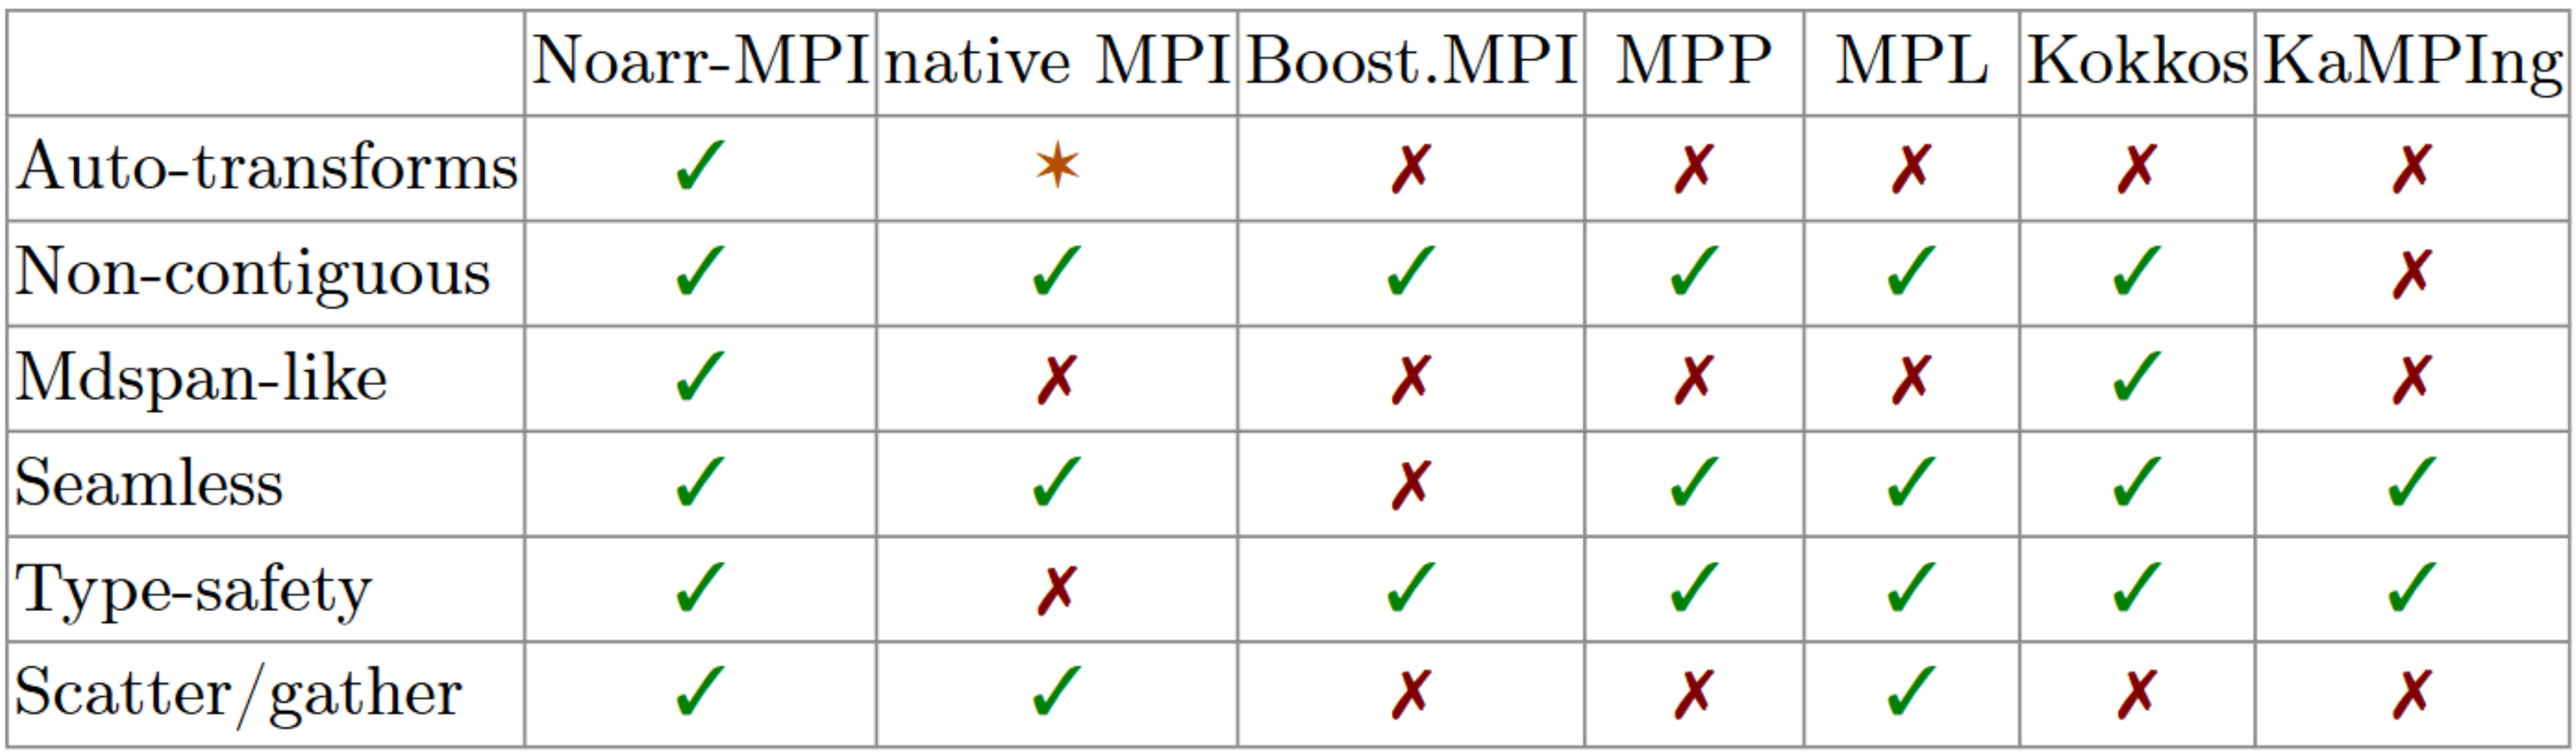 Noarr-MPI native MPI Boost.MPI MPP MPL Kokkos KaMPIng
Auto-transforms ✓ ✶ ✗ ✗ ✗ ✗ ✗
Non-contiguous ✓ ✓ ✓ ✓ ✓ ✓ ✗
Mdspan-like ✓ ✗ ✗ ✗ ✗ ✓ ✗
Seamless ✓ ✓ ✗ ✓ ✓ ✓ ✓
Type-safety ✓ ✗ ✓ ✓ ✓ ✓ ✓
Scatter/gather ✓ ✓ ✗ ✗ ✓ ✗ ✗